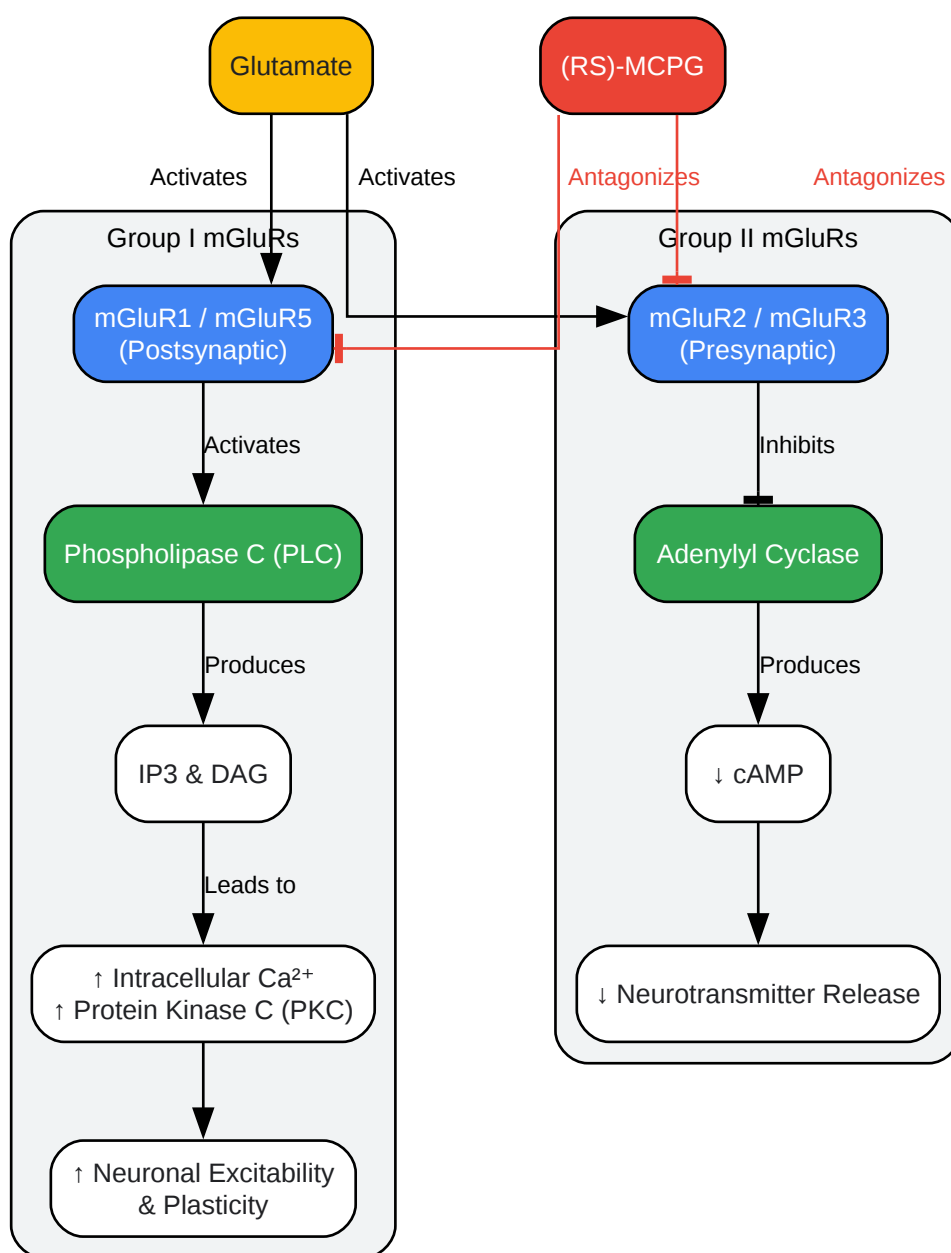 Glutamate
(RS)-MCPG
Activates
Activates
Antagonizes
Antagonizes
Group I mGluRs
Group II mGluRs
mGluR1 / mGluR5
(Postsynaptic)
mGluR2 / mGluR3
(Presynaptic)
Activates
Inhibits
Phospholipase C (PLC)
Adenylyl Cyclase
Produces
Produces
IP3 & DAG
↓ cAMP
Leads to
↑ Intracellular Ca²⁺
↑ Protein Kinase C (PKC)
↓ Neurotransmitter Release
↑ Neuronal Excitability
& Plasticity